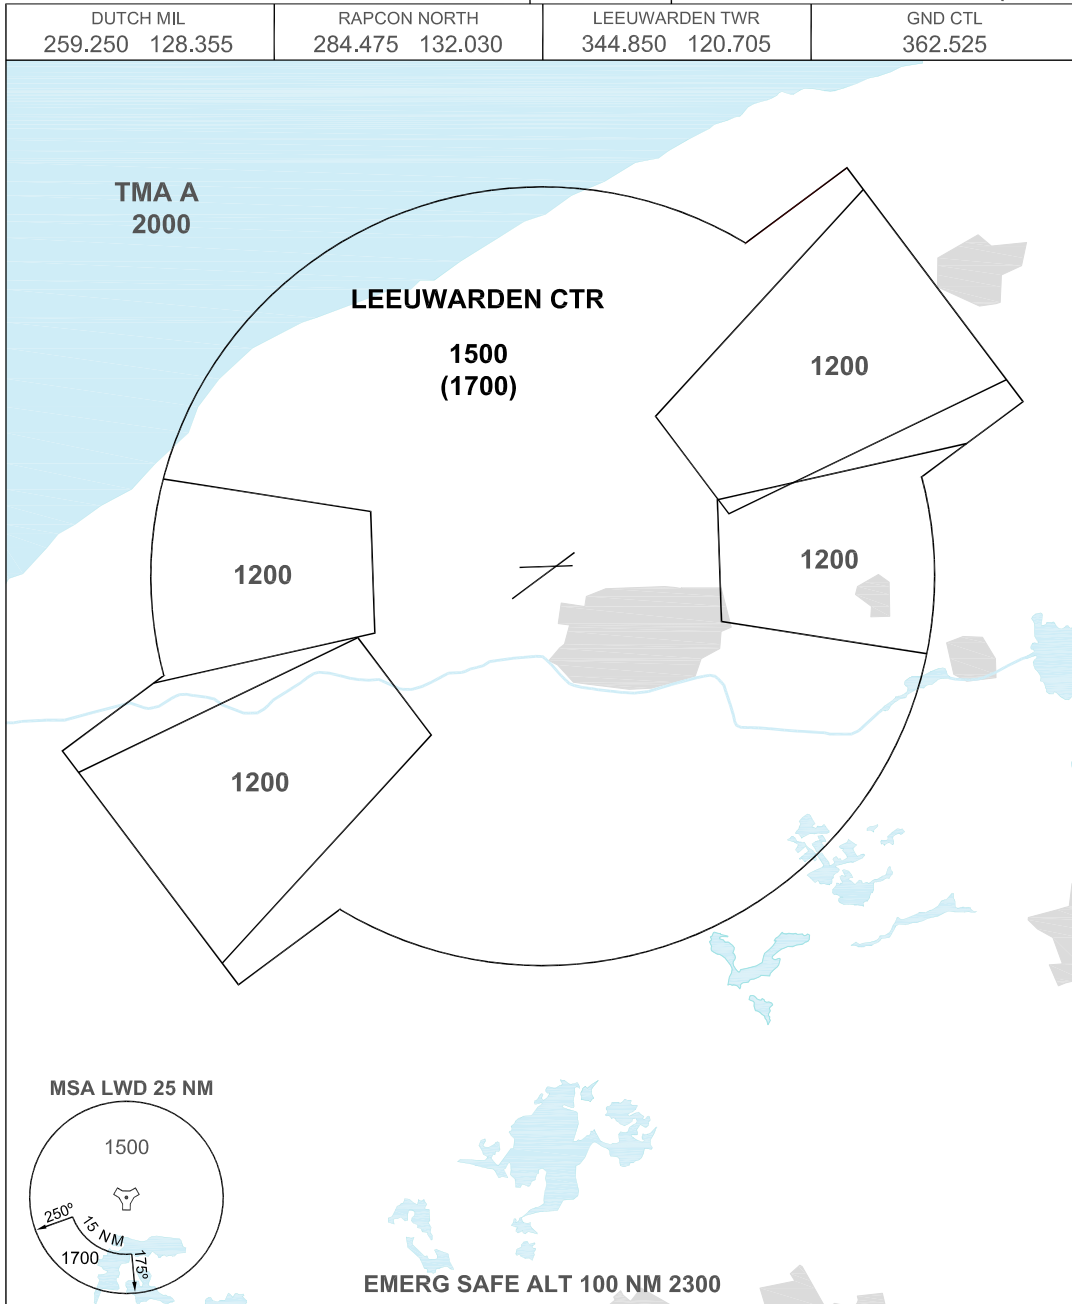 DUTCH MIL
259.250 128.355
RAPCON NORTH
284.475 132.030
LEEUWARDEN TWR
344.850 120.705
GND CTL
362.525
TMA A
2000
LEEUWARDEN CTR
1500
(1700)
1200
1200
1200
1200
MSA LWD 25 NM
1500
250º
15 NM
1700
175º
EMERG SAFE ALT 100 NM 2300